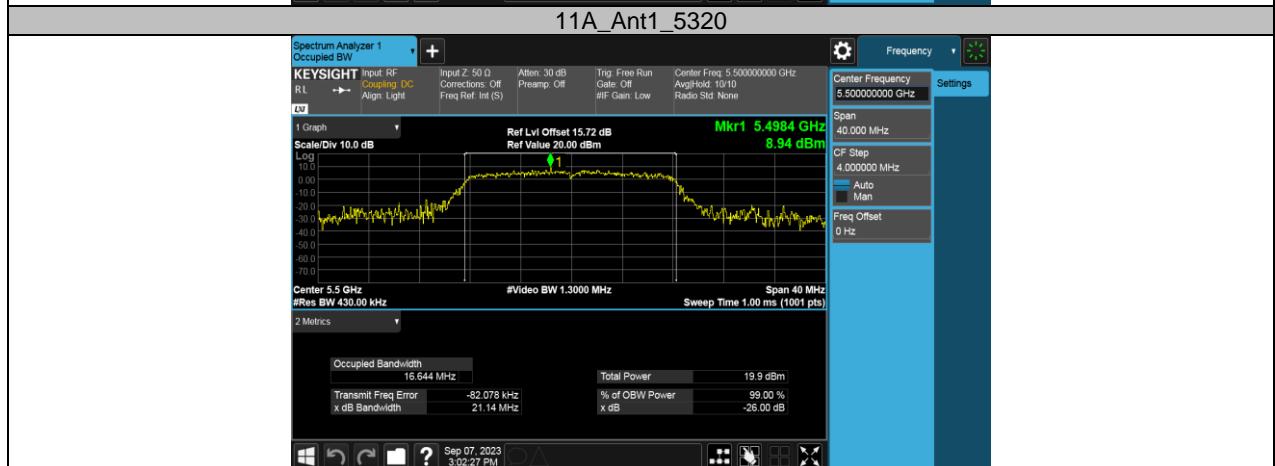 11A_Ant1_5320
Spectrum Analyzer 1
Occupied BW
Frequency
KEYSIGHT Input: RF Input Z: 50 Ω Atten: 30 dB Trig: Free Run Center Freq: 5.500000000 GHz
RL Coupling: DC Corrections: Off Preamp: Off Gate: Off Avg|Hold: 10/10
Align: Light Freq Ref: Int (S) #IF Gain: Low Radio Std: None
LXI
Center Frequency
5.500000000 GHz
Settings
Span
40.000 MHz
CF Step
4.000000 MHz
Auto
Man
Freq Offset
0 Hz
1 Graph Ref Lvl Offset 15.72 dB Mkr1 5.4984 GHz
Scale/Div 10.0 dB Ref Value 20.00 dBm 8.94 dBm
Log
10.0
0.00
-10.0
-20.0
-30.0
-40.0
-50.0
-60.0
-70.0
1
Center 5.5 GHz #Video BW 1.3000 MHz Span 40 MHz
#Res BW 430.00 kHz Sweep Time 1.00 ms (1001 pts)
2 Metrics
Occupied Bandwidth
16.644 MHz Total Power 19.9 dBm
Transmit Freq Error -82.078 kHz % of OBW Power 99.00 %
x dB Bandwidth 21.14 MHz x dB -26.00 dB
? Sep 07, 2023
3:02:27 PM